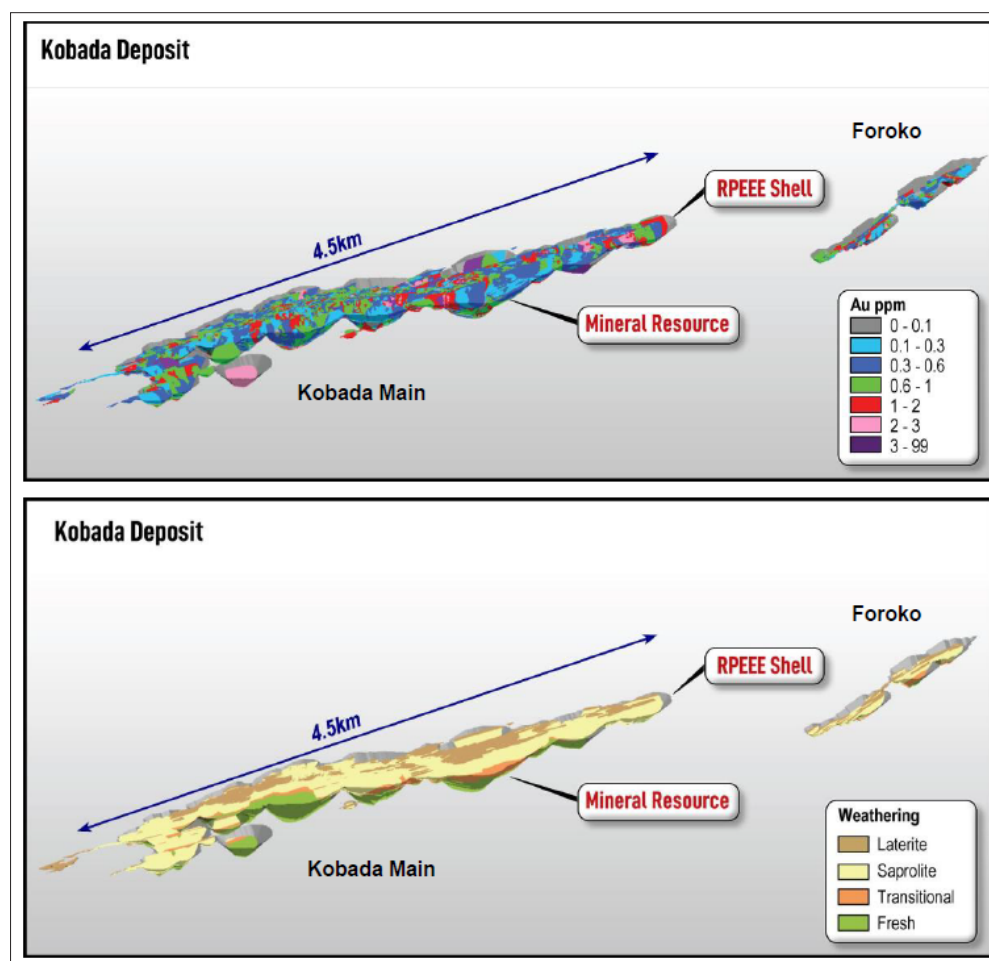 Kobada Deposit
Foroko
RPEEE Shell
4.5km
Mineral Resource
Kobada Main
Au ppm
0 - 0.1
0.1 - 0.3
0.3 - 0.6
0.6 - 1
1 - 2
2 - 3
3 - 99
Kobada Deposit
Foroko
RPEEE Shell
4.5km
Mineral Resource
Kobada Main
Weathering
Laterite
Saprolite
Transitional
Fresh